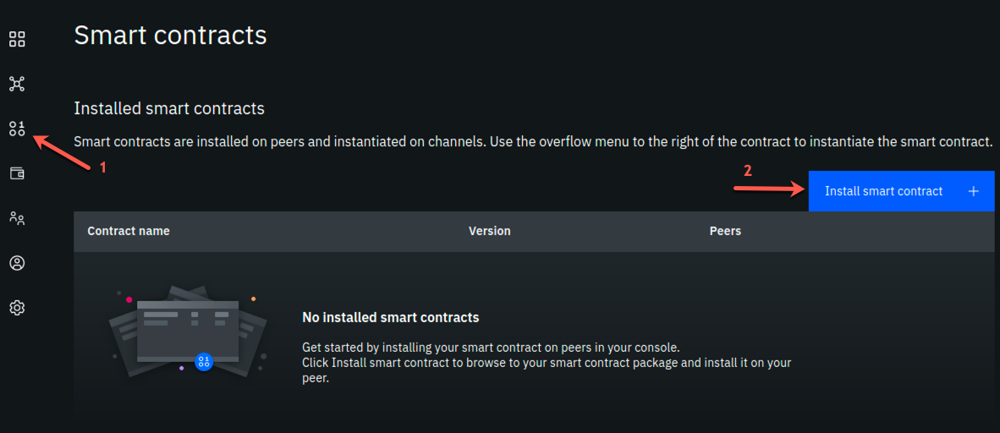 Smart contracts
Installed smart contracts
Smart contracts are installed on peers and instantiated on channels. Use the overflow menu to the right of the contract to instantiate the smart contract.
1
2
Install smart contract +
Contract name Version Peers
No installed smart contracts
Get started by installing your smart contract on peers in your console.
Click Install smart contract to browse to your smart contract package and install it on your
peer.